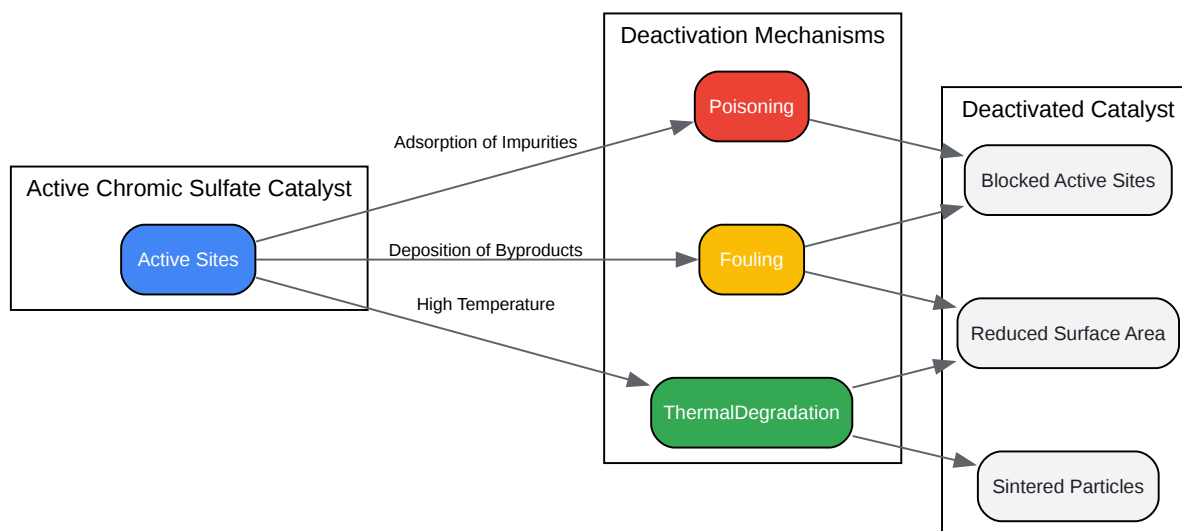 Active Chromic Sulfate Catalyst
Active Sites
Adsorption of Impurities
Deposition of Byproducts
High Temperature
Deactivation Mechanisms
Poisoning
Fouling
ThermalDegradation
Deactivated Catalyst
Blocked Active Sites
Reduced Surface Area
Sintered Particles